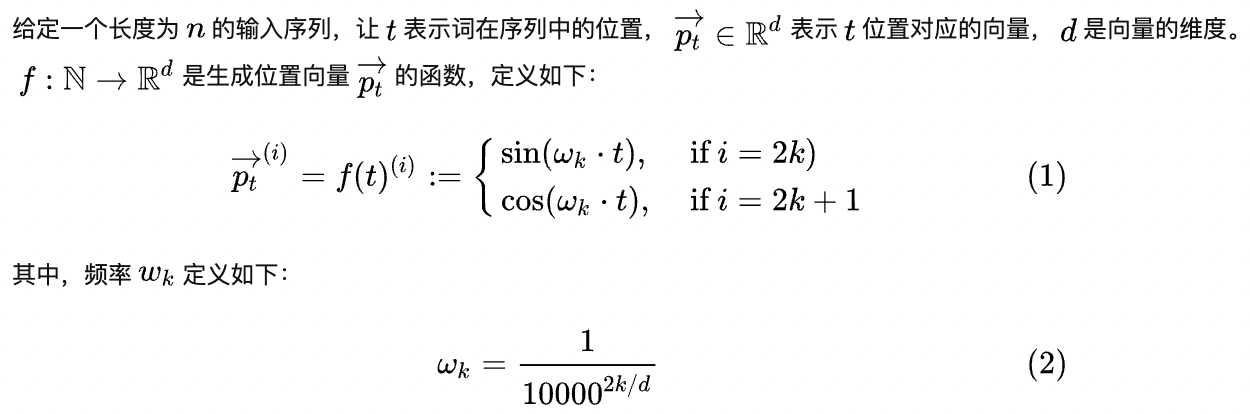 给定一个长度为 $n$ 的输入序列，让 $t$ 表示词在序列中的位置， $\overrightarrow{p_t} \in \mathbb{R}^d$ 表示 $t$ 位置对应的向量， $d$ 是向量的维度。
$f : \mathbb{N} \to \mathbb{R}^d$ 是生成位置向量 $\overrightarrow{p_t}$ 的函数，定义如下：
$\overrightarrow{p_t}^{(i)} = f(t)^{(i)} := \begin{cases} \sin(\omega_k \cdot t), & \text{if } i = 2k) \\ \cos(\omega_k \cdot t), & \text{if } i = 2k + 1 \end{cases}$ (1)
其中，频率 $w_k$ 定义如下：
$\omega_k = \frac{1}{10000^{2k/d}}$ (2)